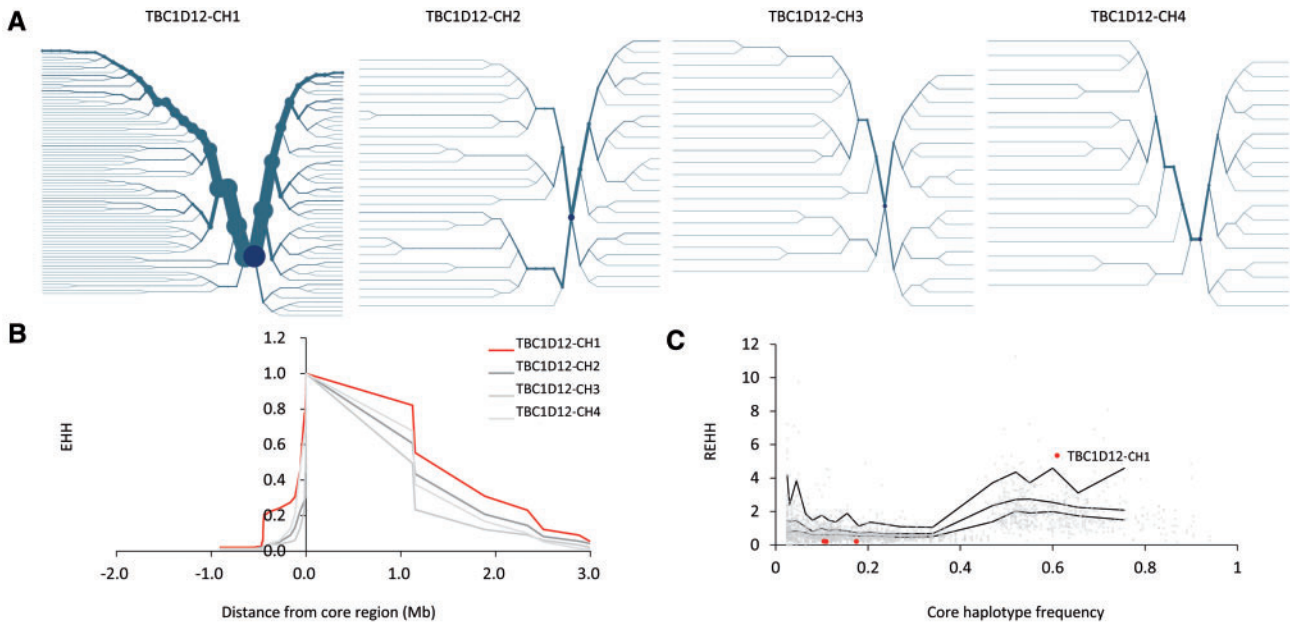 A
TBC1D12-CH1
TBC1D12-CH2
TBC1D12-CH3
TBC1D12-CH4
B
EHH
1.2
1.0
0.8
0.6
0.4
0.2
0.0
-2.0 -1.0 0.0 1.0 2.0 3.0
Distance from core region (Mb)
TBC1D12-CH1
TBC1D12-CH2
TBC1D12-CH3
TBC1D12-CH4
C
REHH
12
10
8
6
4
2
0
0 0.2 0.4 0.6 0.8 1
Core haplotype frequency
TBC1D12-CH1